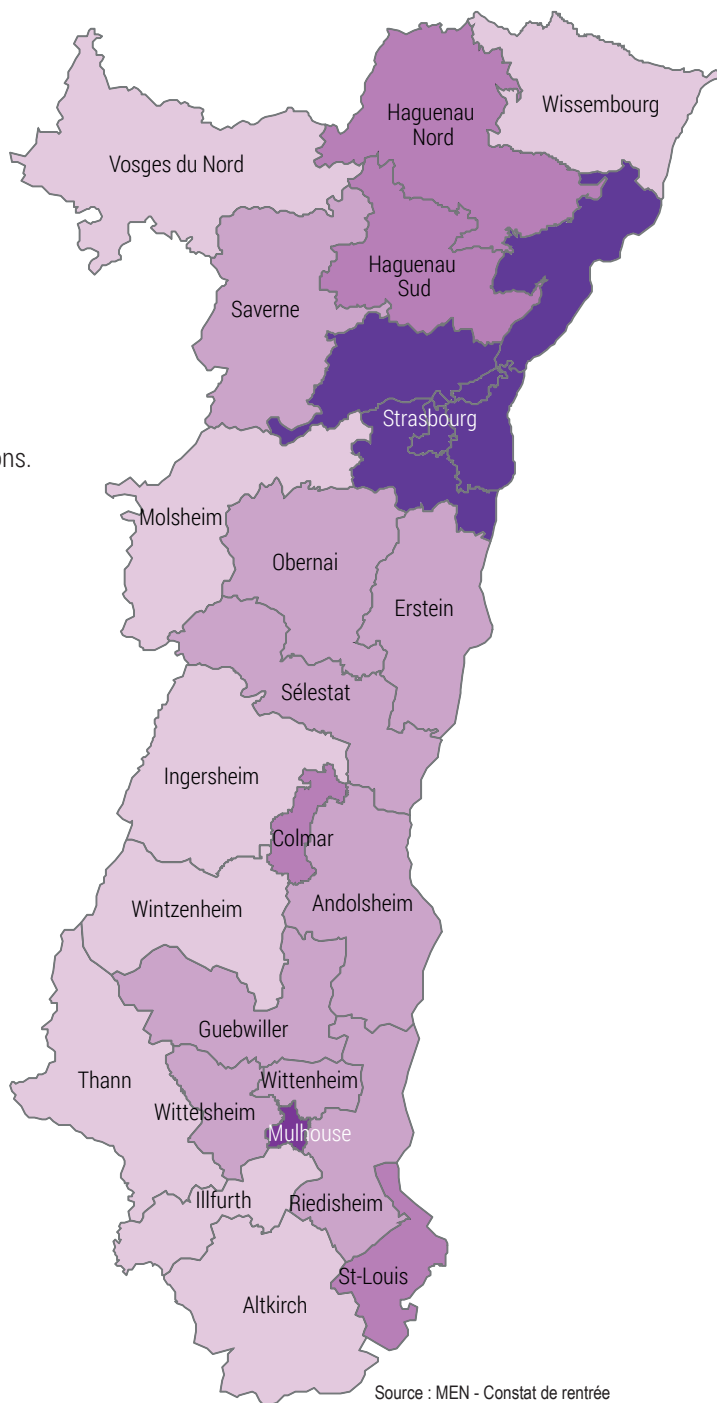 Wissembourg
Haguenau
Nord
Vosges du Nord
Haguenau
Sud
Saverne
Strasbourg
ons.
Molsheim
Obernai
Erstein
Sélestat
Ingersheim
Colmar
Andolsheim
Wintzenheim
Guebwiller
Thann
Wittenheim
Wittelsheim
Mulhouse
Illfurth
Riedisheim
St-Louis
Altkirch
Source : MEN - Constat de rentrée